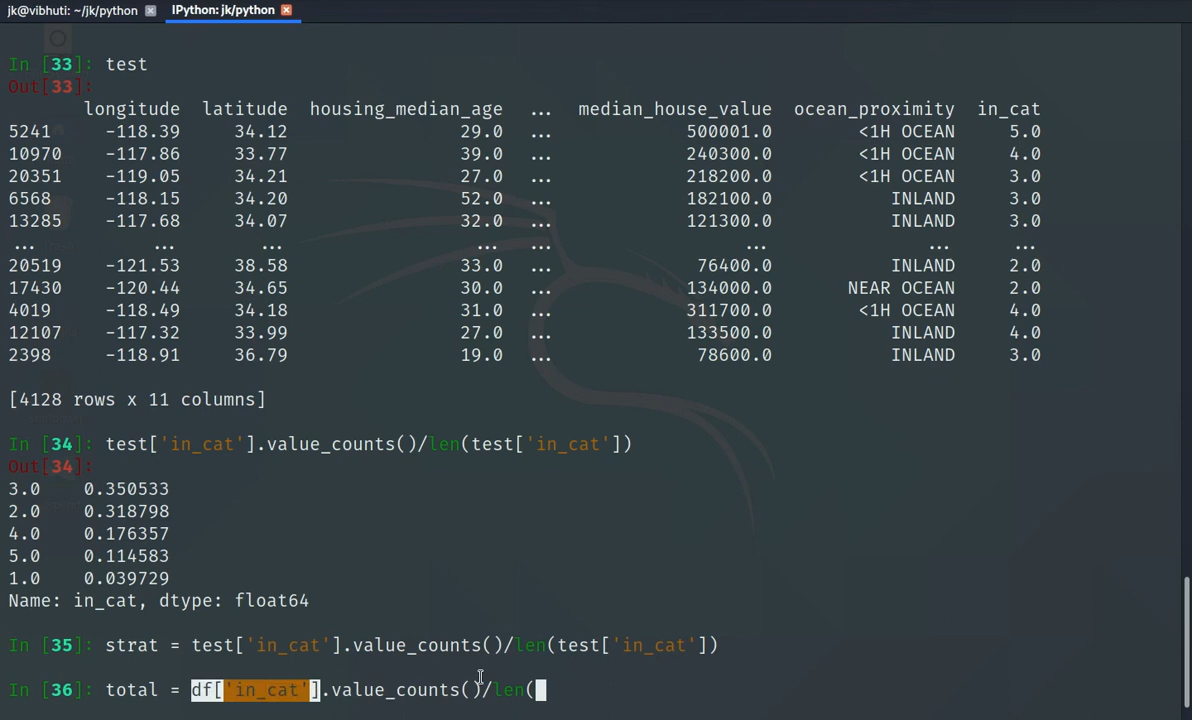 jk@vibhuti: ~/jk/python IPython: jk/python
In [33]: test
Out[33]:
longitude latitude housing_median_age ... median_house_value ocean_proximity in_cat
5241 -118.39 34.12 29.0 ... 500001.0 <1H OCEAN 5.0
10970 -117.86 33.77 39.0 ... 240300.0 <1H OCEAN 4.0
20351 -119.05 34.21 27.0 ... 218200.0 <1H OCEAN 3.0
6568 -118.15 34.20 52.0 ... 182100.0 INLAND 3.0
13285 -117.68 34.07 32.0 ... 121300.0 INLAND 3.0
... ... ... ... ... ... ... ...
20519 -121.53 38.58 33.0 ... 76400.0 INLAND 2.0
17430 -120.44 34.65 30.0 ... 134000.0 NEAR OCEAN 2.0
4019 -118.49 34.18 31.0 ... 311700.0 <1H OCEAN 4.0
12107 -117.32 33.99 27.0 ... 133500.0 INLAND 4.0
2398 -118.91 36.79 19.0 ... 78600.0 INLAND 3.0
[4128 rows x 11 columns]
In [34]: test['in_cat'].value_counts()/len(test['in_cat'])
Out[34]:
3.0 0.350533
2.0 0.318798
4.0 0.176357
5.0 0.114583
1.0 0.039729
Name: in_cat, dtype: float64
In [35]: strat = test['in_cat'].value_counts()/len(test['in_cat'])
In [36]: total = df['in_cat'].value_counts()/len(